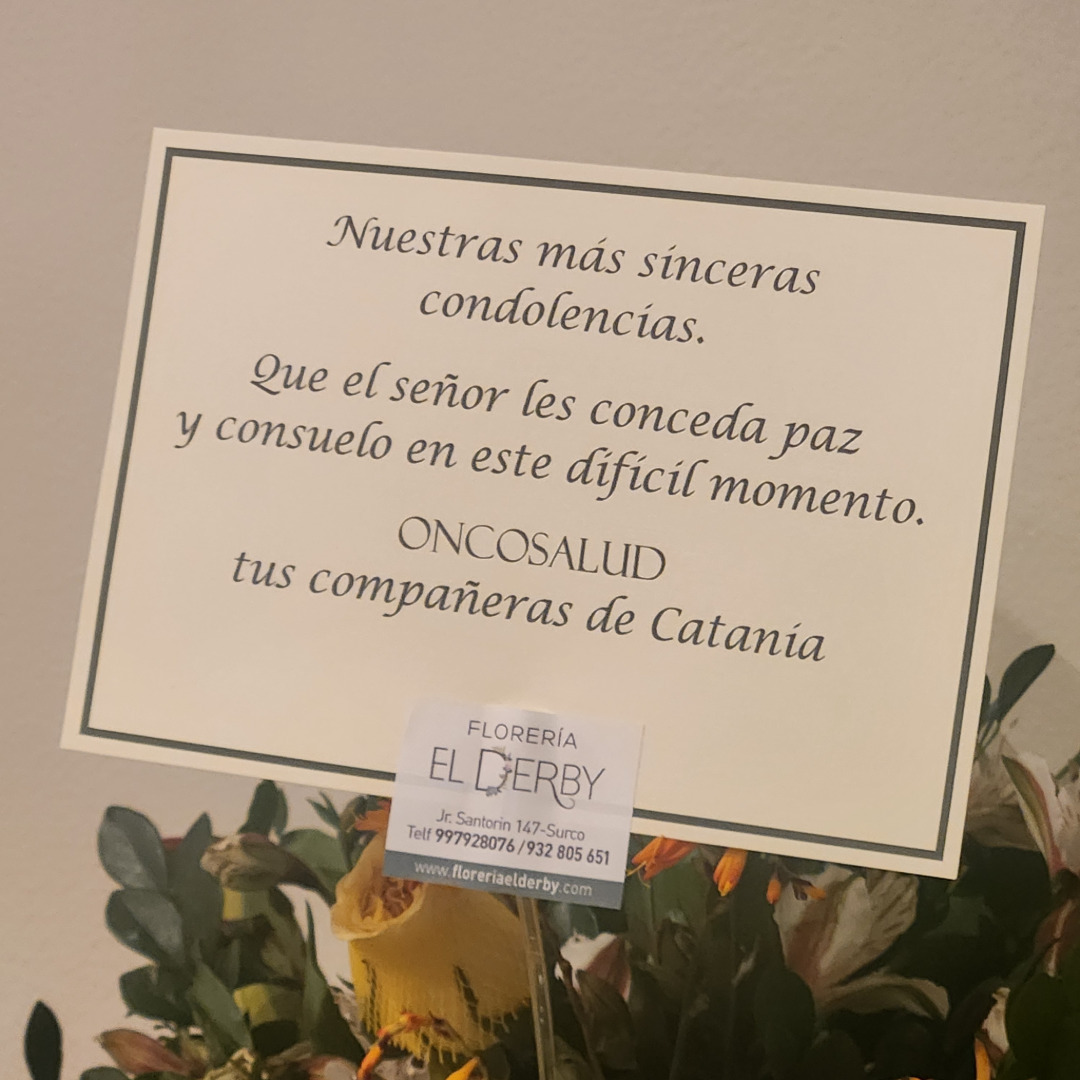 Nuestras más sinceras
condolencias.
Que el señor les conceda paz
y consuelo en este difícil momento.
ONCOSALUD
tus compañeras de Catania
FLORERÍA
EL DERBY
Jr. Santorin 147-Surco
Telf 997928076 / 932 805 651
www.floreriaelderby.com